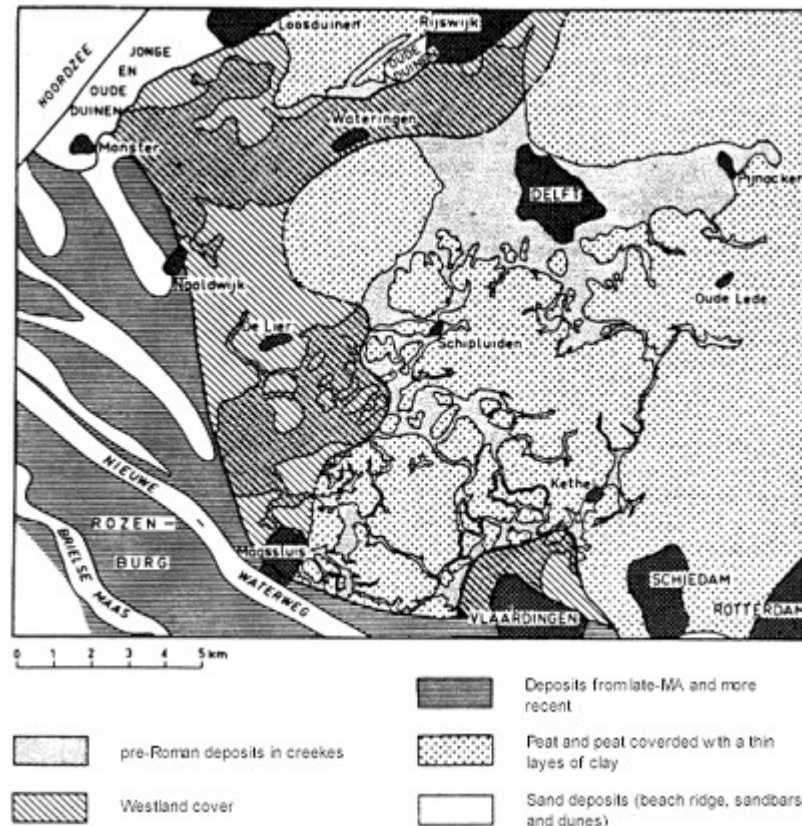 Loosduinen
Rijswijk
NOORDZEE
JONGE
EN
OUDE
DUINEN
OUDE
DUINEN
Monster
Wateringen
DELFT
Pijnacker
Naaldwijk
Oude Lede
De Lier
Schipluiden
Kethel
NIEUWE
WATERWEG
ROZEN-
BURG
BRIELSE MAAS
Maassluis
VLAARDINGEN
SCHIEDAM
ROTTERDAM
0 1 2 3 4 5 km
Deposits from late-MA and more
recent
pre-Roman deposits in creekes
Peat and peat coverded with a thin
layes of clay
Westland cover
Sand deposits (beach ridge, sandbars
and dunes)